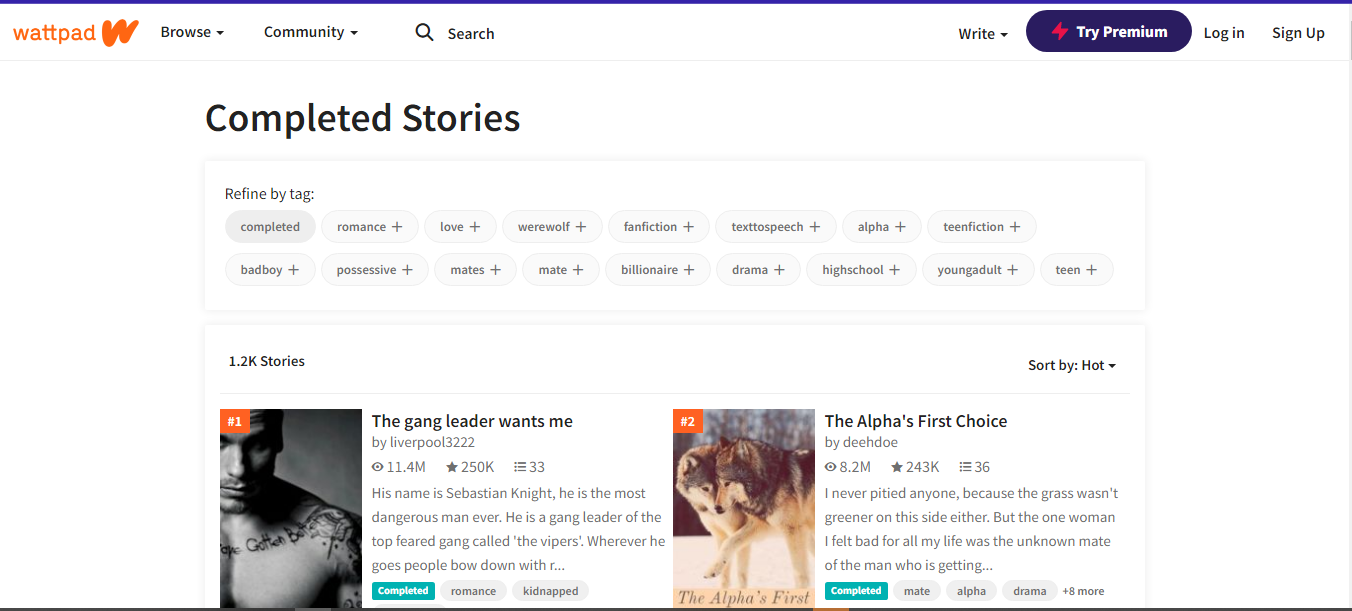 wattpad Browse Community Search Write Try Premium Log in Sign Up
Completed Stories
Refine by tag:
completed romance + love + werewolf + fanfiction + texttospeech + alpha + teenfiction +
badboy + possessive + mates + mate + billionaire + drama + highschool + youngadult + teen +
1.2K Stories
Sort by: Hot
#1
The gang leader wants me
by liverpool3222
11.4M 250K 33
His name is Sebastian Knight, he is the most
dangerous man ever. He is a gang leader of the
top feared gang called 'the vipers'. Wherever he
goes people bow down with r...
Completed romance kidnapped
#2
The Alpha's First Choice
by deehdoe
8.2M 243K 36
I never pitied anyone, because the grass wasn't
greener on this side either. But the one woman
I felt bad for all my life was the unknown mate
of the man who is getting...
Completed mate alpha drama +8 more
The Alpha's First